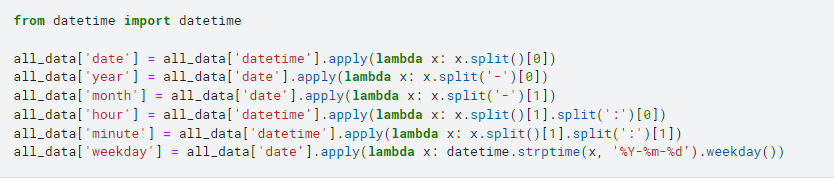 from datetime import datetime
all_data['date'] = all_data['datetime'].apply(lambda x: x.split()[0])
all_data['year'] = all_data['date'].apply(lambda x: x.split('-')[0])
all_data['month'] = all_data['date'].apply(lambda x: x.split('-')[1])
all_data['hour'] = all_data['datetime'].apply(lambda x: x.split()[1].split(':')[0])
all_data['minute'] = all_data['datetime'].apply(lambda x: x.split()[1].split(':')[1])
all_data['weekday'] = all_data['date'].apply(lambda x: datetime.strptime(x, '%Y-%m-%d').weekday())